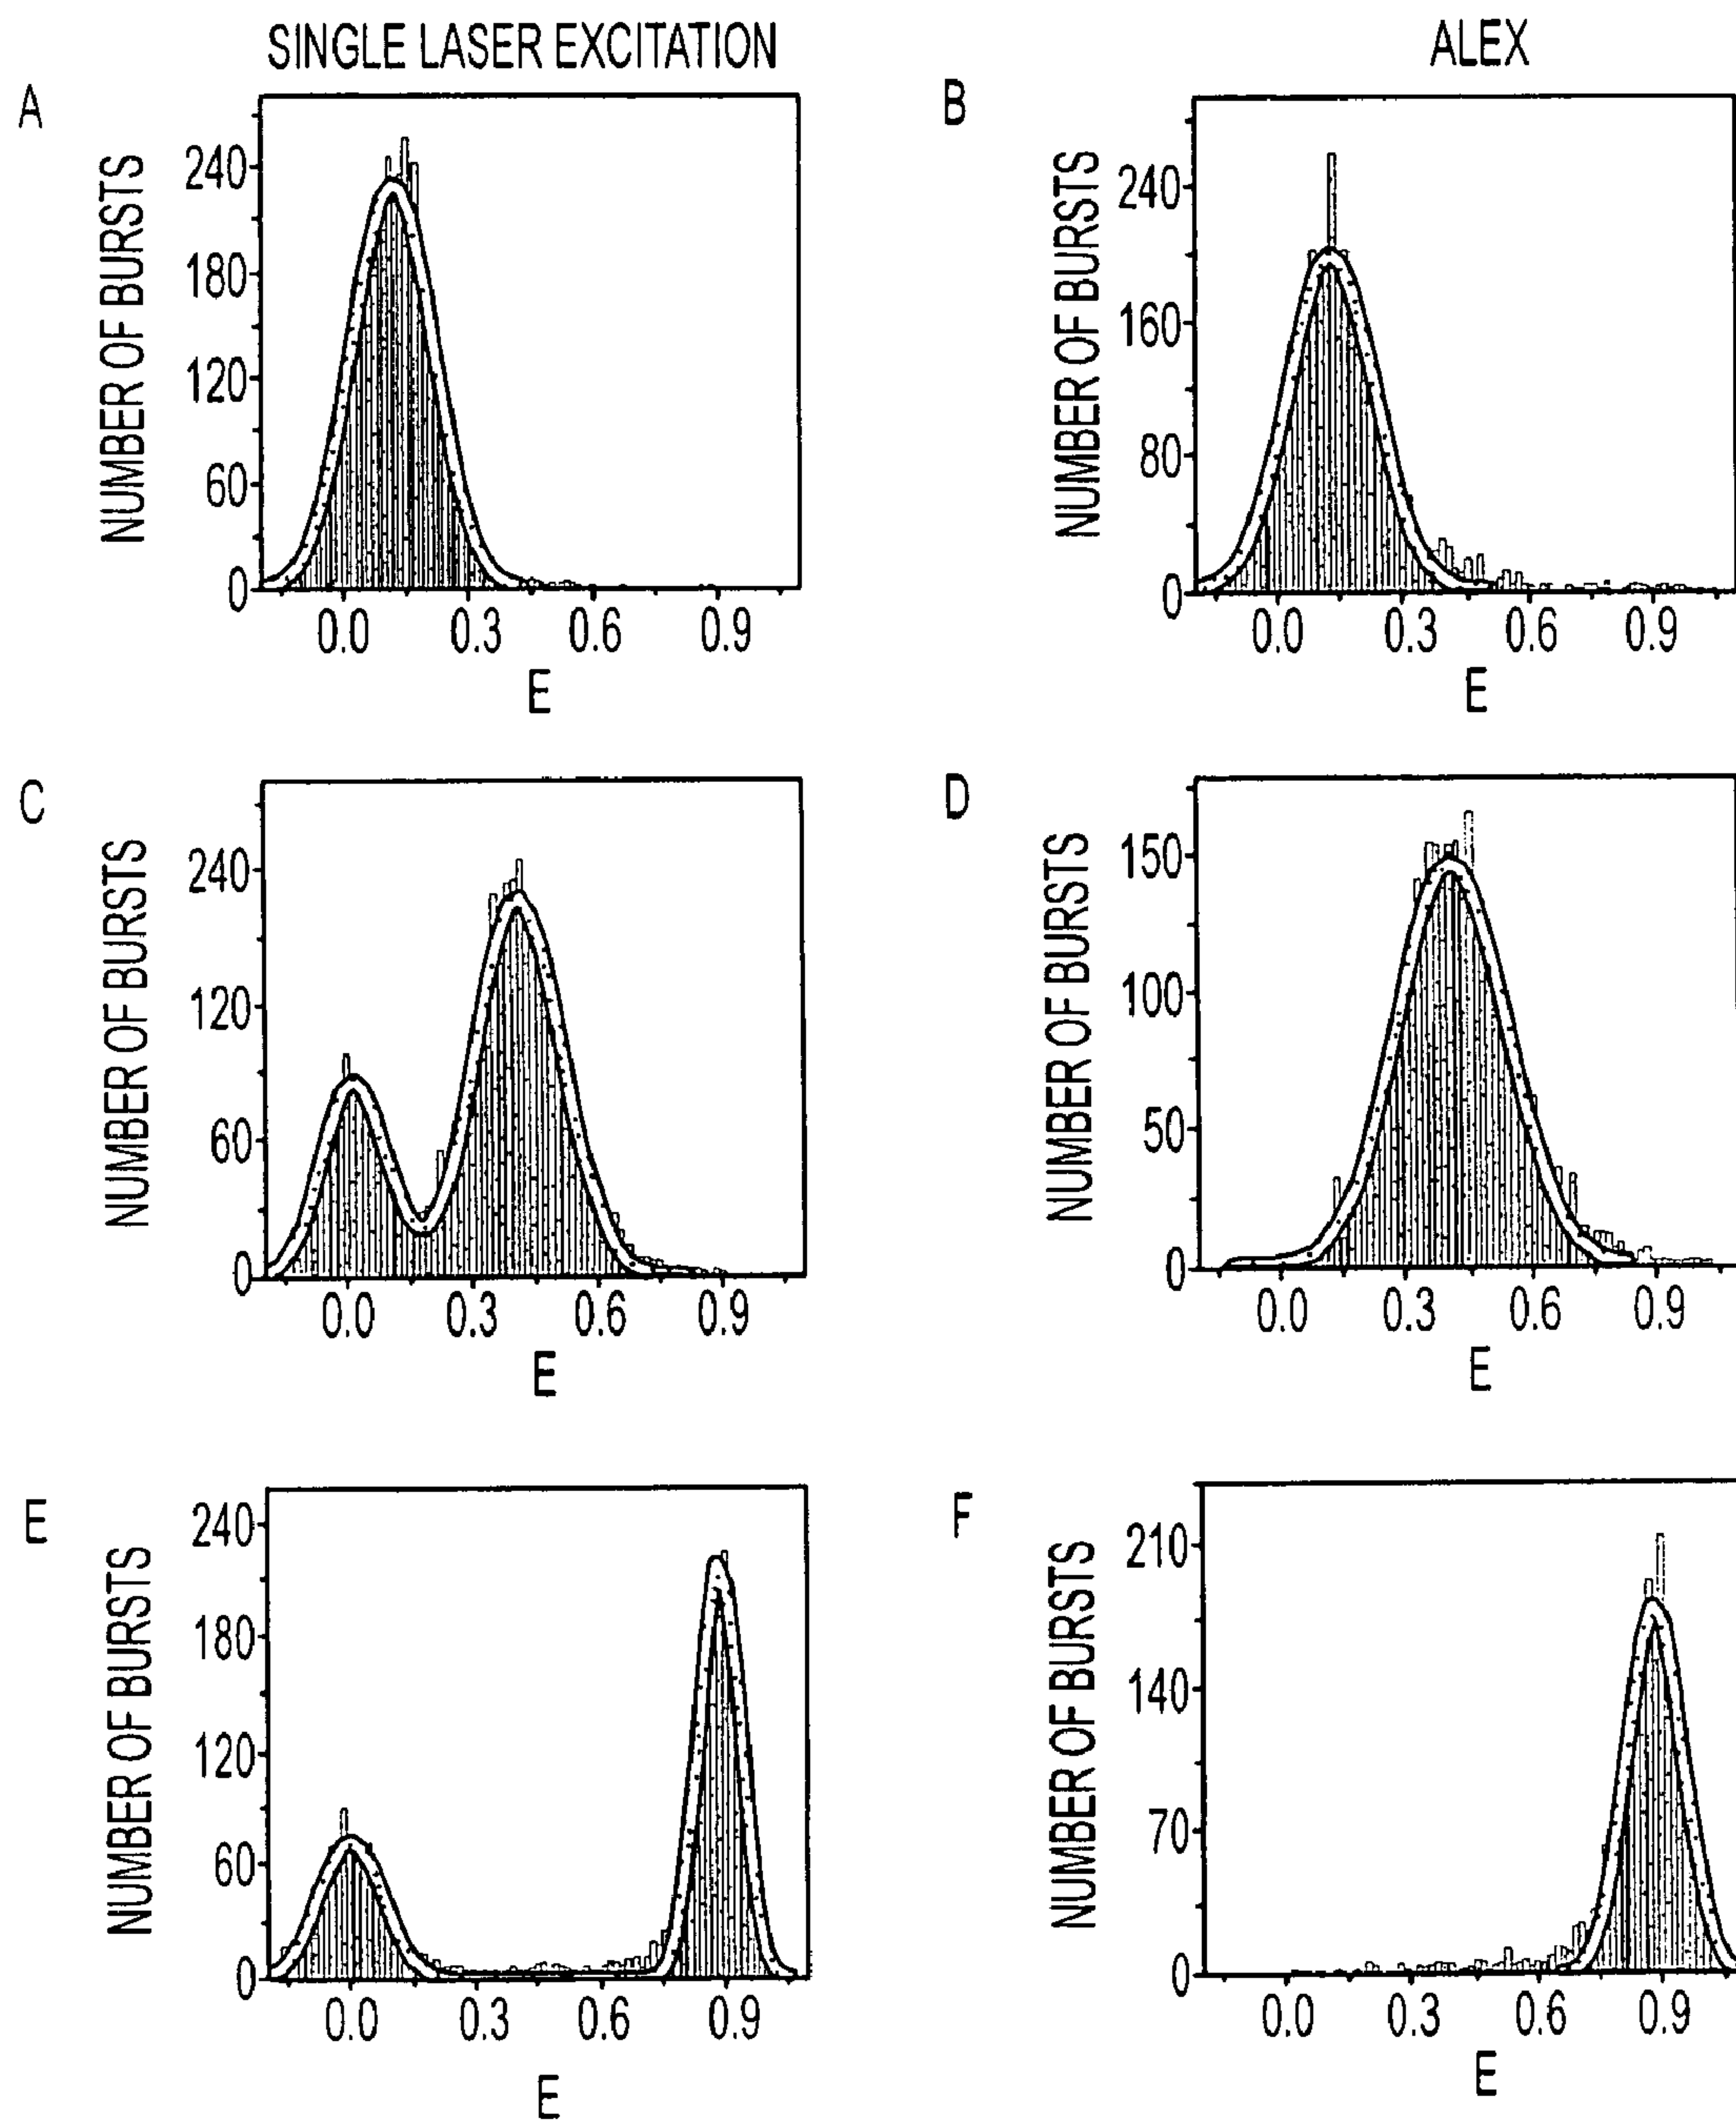 SINGLE LASER EXCITATION
ALEX
A
NUMBER OF BURSTS
240
180
120
60
0
0.0 0.3 0.6 0.9
E
B
NUMBER OF BURSTS
240
160
80
0
0.0 0.3 0.6 0.9
E
C
NUMBER OF BURSTS
240
120
60
0
0.0 0.3 0.6 0.9
E
D
NUMBER OF BURSTS
150
100
50
0
0.0 0.3 0.6 0.9
E
E
NUMBER OF BURSTS
240
180
120
60
0
0.0 0.3 0.6 0.9
E
F
NUMBER OF BURSTS
210
140
70
0
0.0 0.3 0.6 0.9
E